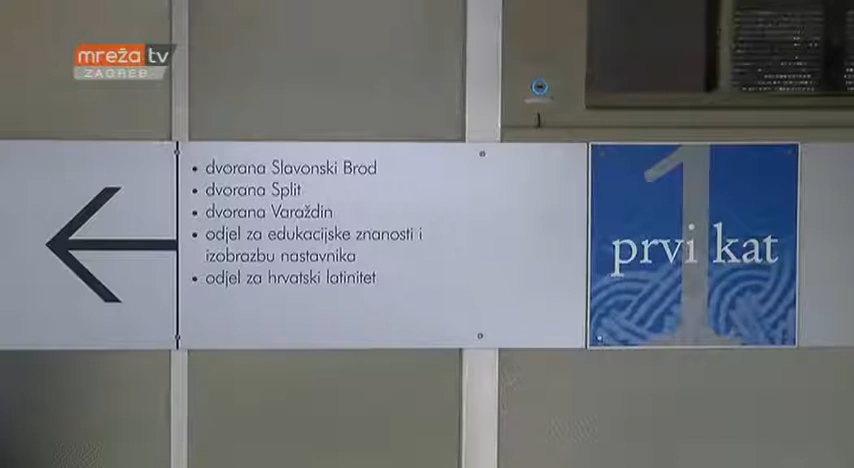 mreža tv
ZAGREB
• dvorana Slavonski Brod
• dvorana Split
• dvorana Varaždin
• odjel za edukacijske znanosti i
izobrazbu nastavnika
• odjel za hrvatski latinitet
1
prvi kat